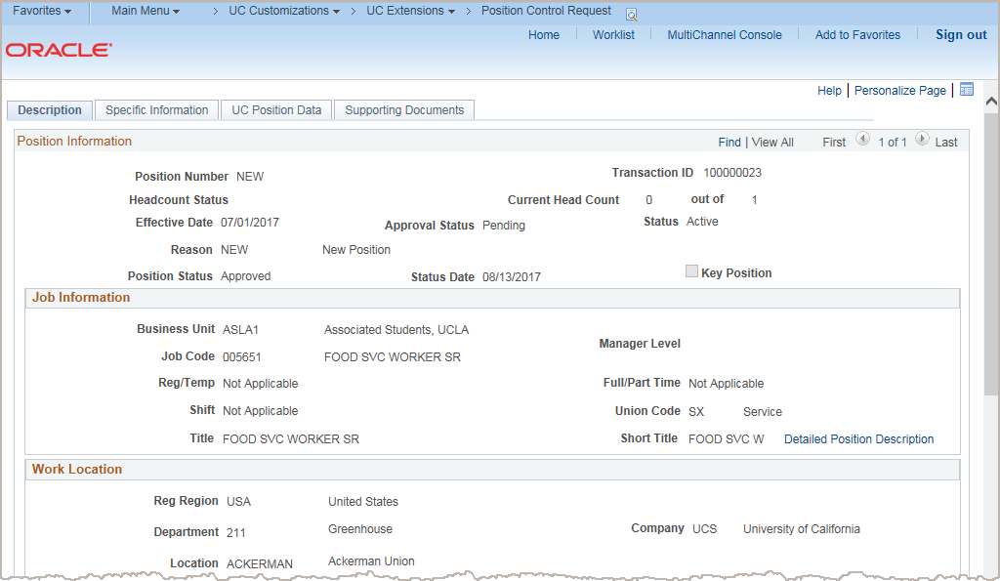 Favorites Main Menu > UC Customizations > UC Extensions > Position Control Request
Home Worklist MultiChannel Console Add to Favorites Sign out
ORACLE
Help | Personalize Page |
Description Specific Information UC Position Data Supporting Documents
Position Information Find | View All First 1 of 1 Last
Position Number NEW Transaction ID 100000023
Headcount Status Current Head Count 0 out of 1
Effective Date 07/01/2017 Approval Status Pending Status Active
Reason NEW New Position
Position Status Approved Status Date 08/13/2017 Key Position
Job Information
Business Unit ASLA1 Associated Students, UCLA
Manager Level
Job Code 005651 FOOD SVC WORKER SR
Reg/Temp Not Applicable Full/Part Time Not Applicable
Shift Not Applicable Union Code SX Service
Title FOOD SVC WORKER SR Short Title FOOD SVC W Detailed Position Description
Work Location
Reg Region USA United States
Department 211 Greenhouse Company UCS University of California
Location ACKERMAN Ackerman Union